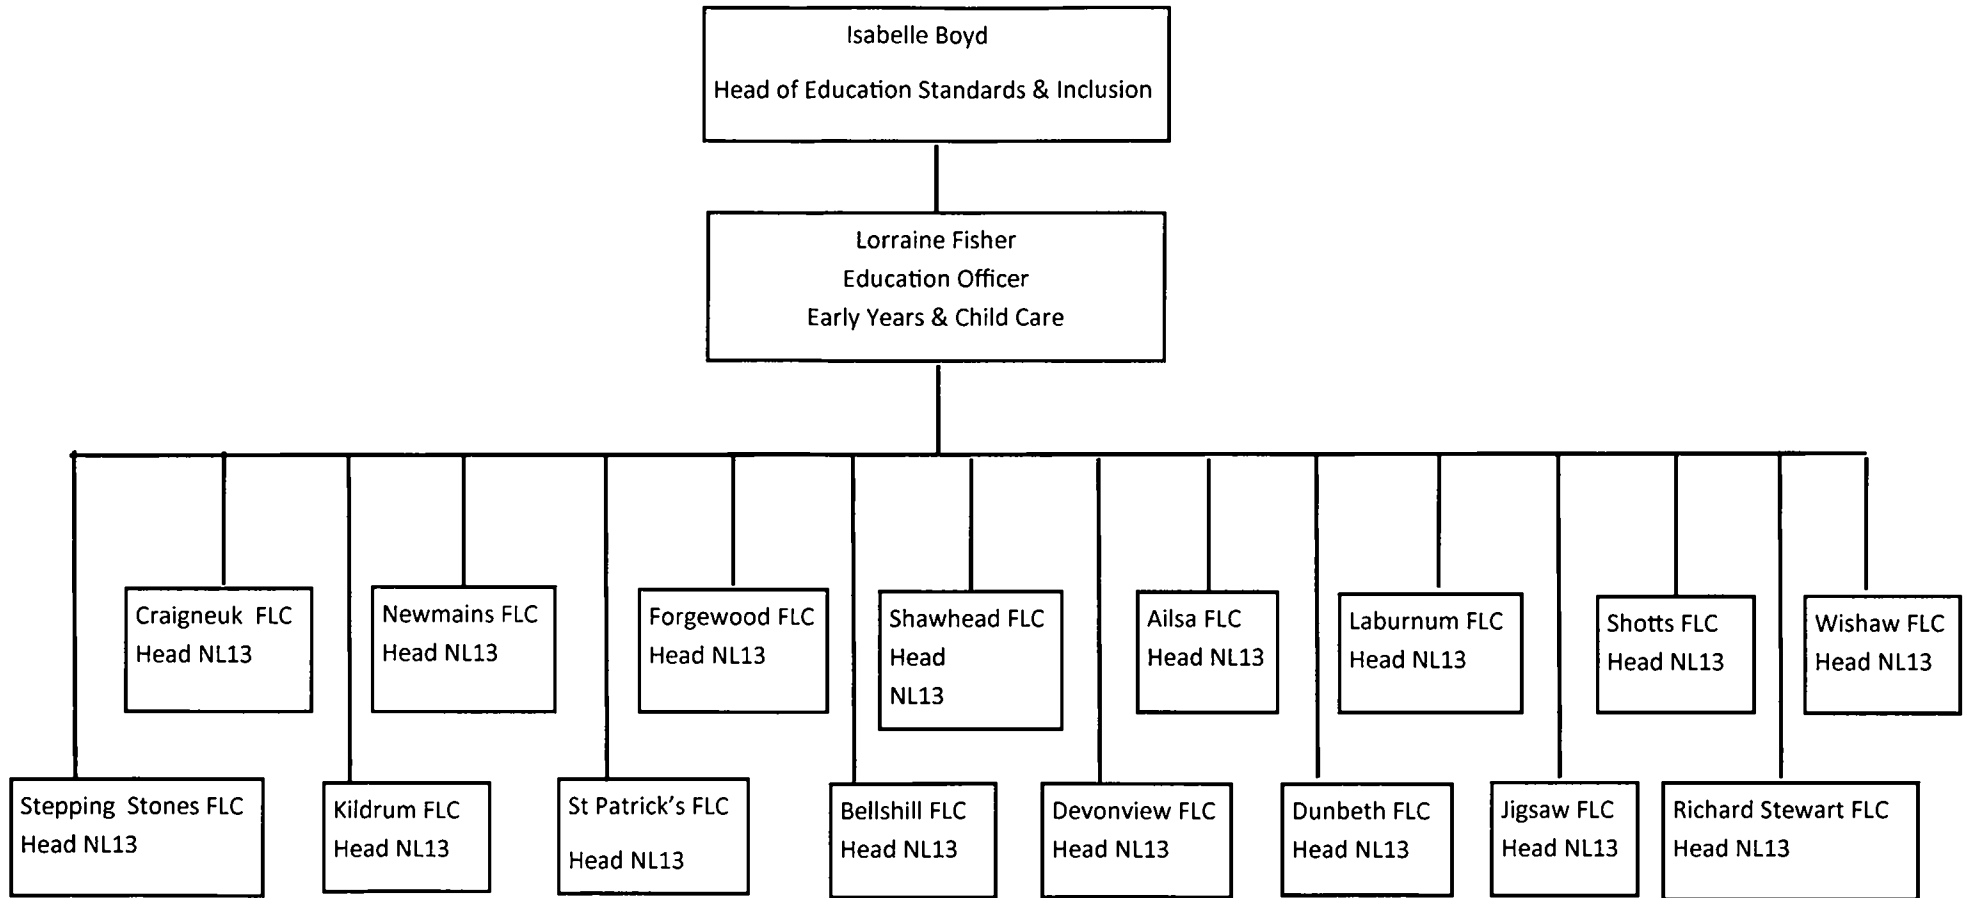 Isabelle Boyd
Head of Education Standards & Inclusion
Lorraine Fisher
Education Officer
Early Years & Child Care
Craigneuk FLC
Head NL13
Newmains FLC
Head NL13
Forgewood FLC
Head NL13
Shawhead FLC
Head
NL13
Ailsa FLC
Head NL13
Laburnum FLC
Head NL13
Shotts FLC
Head NL13
Wishaw FLC
Head NL13
Stepping Stones FLC
Head NL13
Kildrum FLC
Head NL13
St Patrick’s FLC
Head NL13
Bellshill FLC
Head NL13
Devonview FLC
Head NL13
Dunbeth FLC
Head NL13
Jigsaw FLC
Head NL13
Richard Stewart FLC
Head NL13